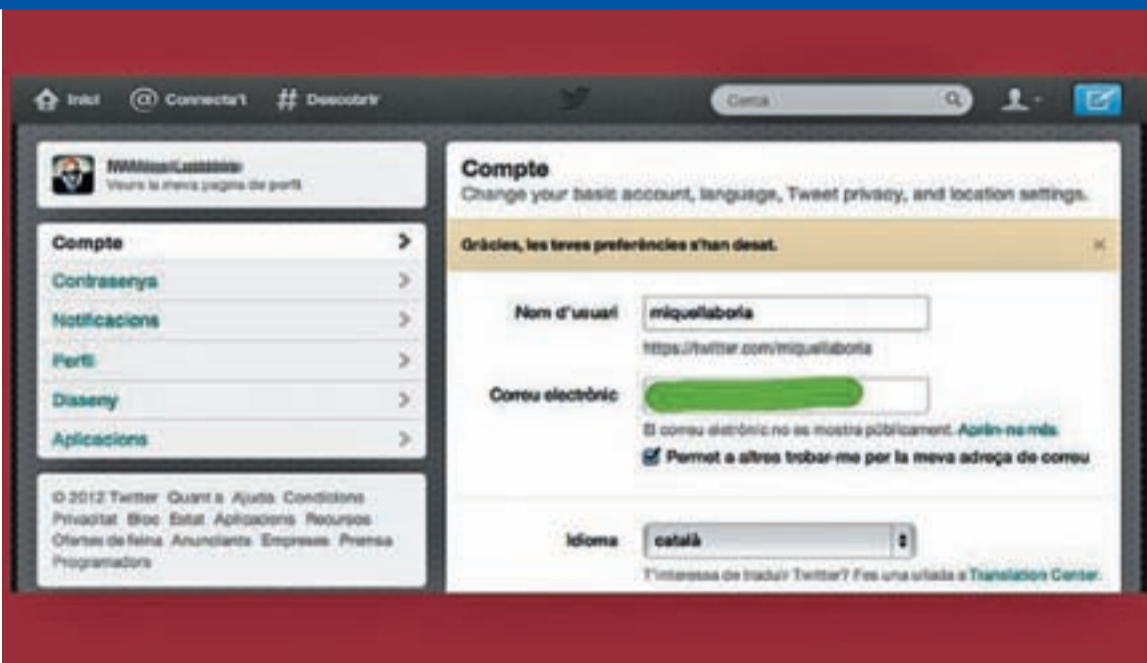 Inici @ Connecta't # Descobrir Cerca
Veure la meva pàgina de perfil
Compte
Contrasenya
Notificacions
Perfil
Disseny
Aplicacions
© 2012 Twitter Quant a Ajuda Condicions
Privacitat Bloc Estat Aplicacions Recursos
Ofertes de feina Anunciants Empreses Premsa
Programadors
Compte
Change your basic account, language, Tweet privacy, and location settings.
Gràcies, les teves preferències s'han desat.
Nom d'usuari miquellaboria
https://twitter.com/miquellaboria
Correu electrònic
El correu eletrònic no es mostra públicament. Aprèn-ne més.
Permet a altres trobar-me per la meva adreça de correu
Idioma català
T'interessa de traduir Twitter? Fes una ullada a Translation Center.